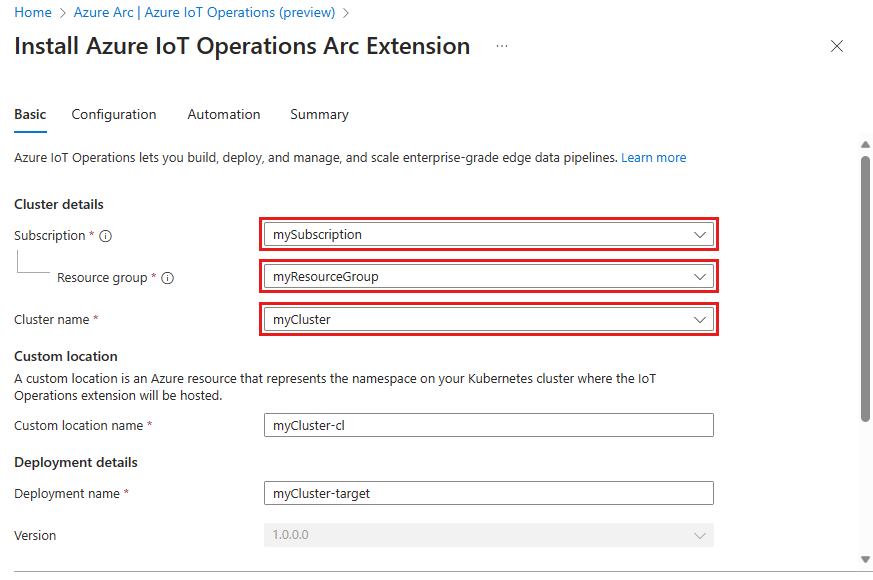 Home > Azure Arc | Azure IoT Operations (preview) >
Install Azure IoT Operations Arc Extension ...
Basic Configuration Automation Summary
Azure IoT Operations lets you build, deploy, and manage, and scale enterprise-grade edge data pipelines. Learn more
Cluster details
Subscription * mySubscription
Resource group * myResourceGroup
Cluster name * myCluster
Custom location
A custom location is an Azure resource that represents the namespace on your Kubernetes cluster where the IoT
Operations extension will be hosted.
Custom location name * myCluster-cl
Deployment details
Deployment name * myCluster-target
Version 1.0.0.0